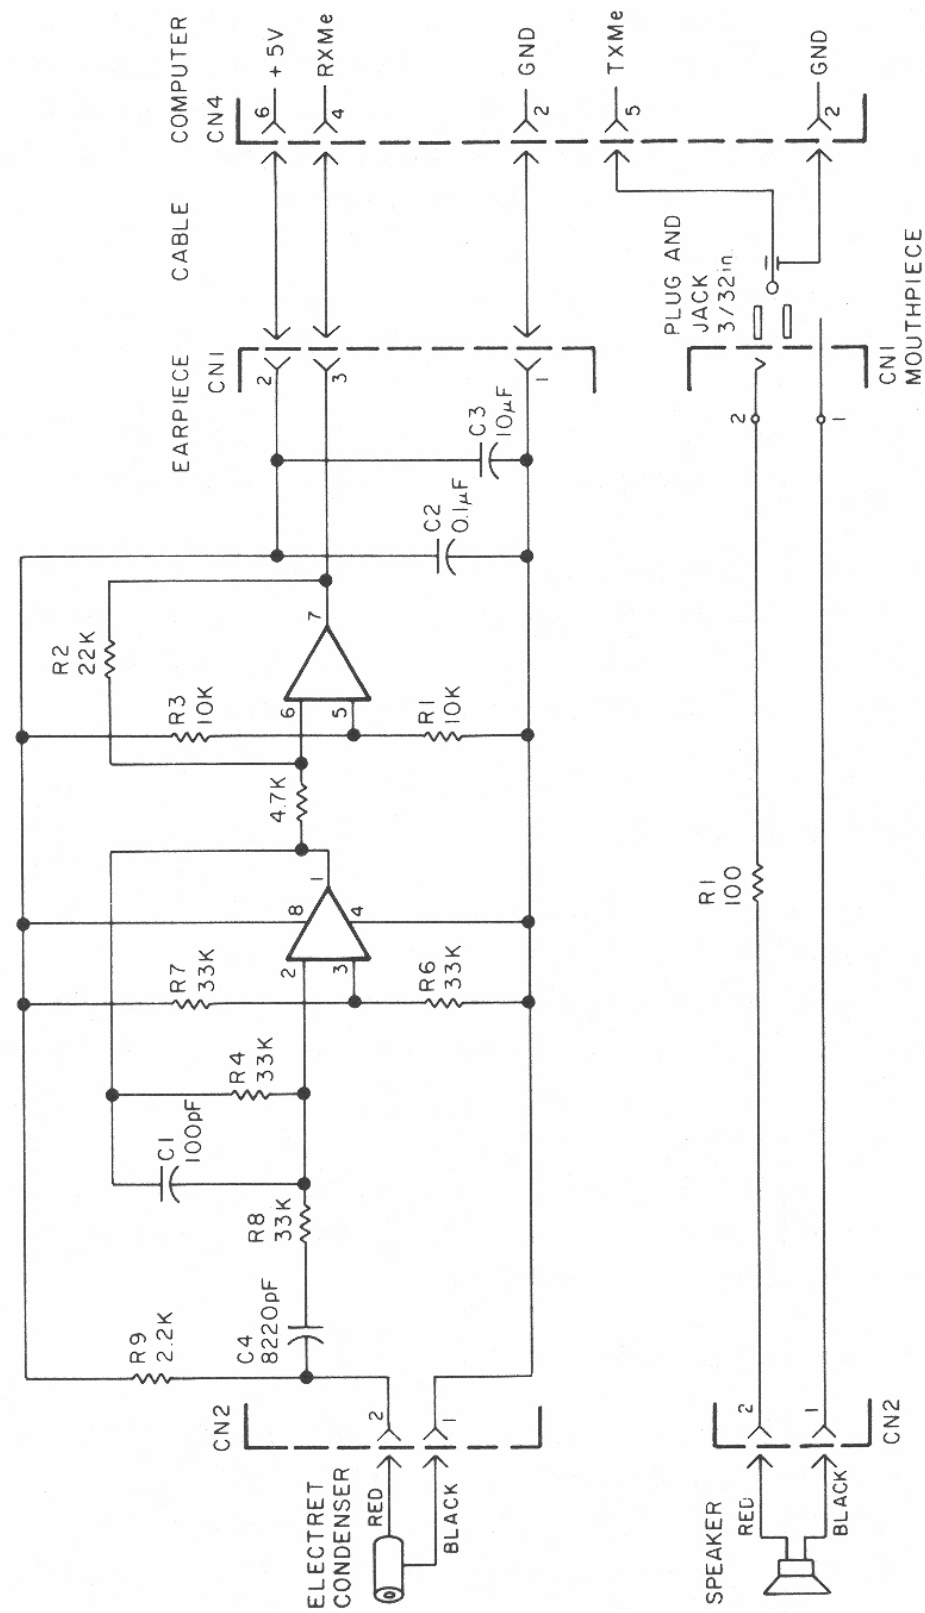 ELECTRET
CONDENSER
RED
BLACK
CN2
2
1
R9
2.2K
C4
8220pF
R8
33K
C1
100pF
R4
33K
R7
33K
R6
33K
2
3
8
4
1
4.7K
R2
22K
R3
10K
R1
10K
6
5
7
C2
0.1µF
C3
10µF
EARPIECE
CN1
2
3
1
CABLE
COMPUTER
CN4
6
+5V
4
RXMe
2
GND
5
TXMe
2
GND
SPEAKER
RED
BLACK
2
1
CN2
R1
100
2
1
PLUG AND
JACK
3/32in.
CN1
MOUTHPIECE